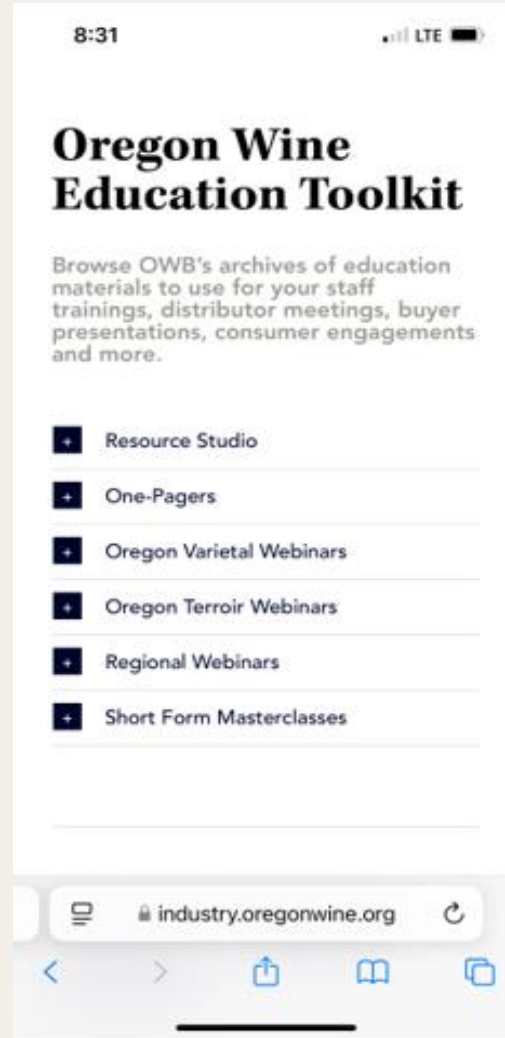 8:31
LTE
Oregon Wine
Education Toolkit
Browse OWB's archives of education
materials to use for your staff
trainings, distributor meetings, buyer
presentations, consumer engagements
and more.
+ Resource Studio
+ One-Pagers
+ Oregon Varietal Webinars
+ Oregon Terroir Webinars
+ Regional Webinars
+ Short Form Masterclasses
industry.oregonwine.org